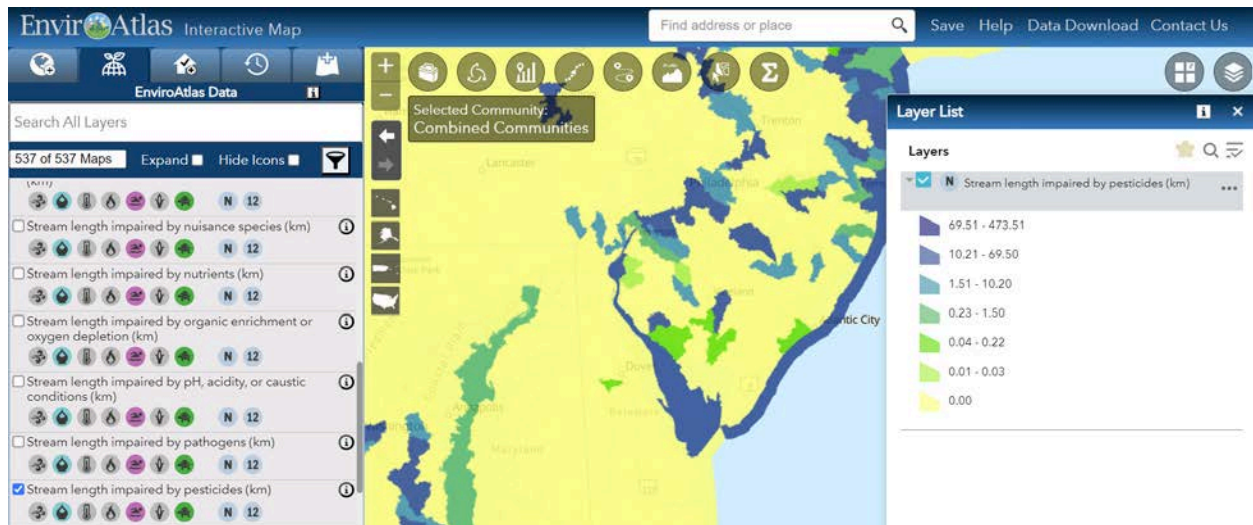 EnviroAtlas Interactive Map
Find address or place
Save Help Data Download Contact Us
EnviroAtlas Data
Search All Layers
537 of 537 Maps Expand Hide Icons
(km)
N 12
Stream length impaired by nuisance species (km)
N 12
Stream length impaired by nutrients (km)
N 12
Stream length impaired by organic enrichment or
oxygen depletion (km)
N 12
Stream length impaired by pH, acidity, or caustic
conditions (km)
N 12
Stream length impaired by pathogens (km)
N 12
Stream length impaired by pesticides (km)
N 12
Selected Community:
Combined Communities
Lancaster
Trenton
Philadelphia
Dover
Annapolis
Maryland
Delaware
Layer List
Layers
N Stream length impaired by pesticides (km)
69.51 - 473.51
10.21 - 69.50
1.51 - 10.20
0.23 - 1.50
0.04 - 0.22
0.01 - 0.03
0.00